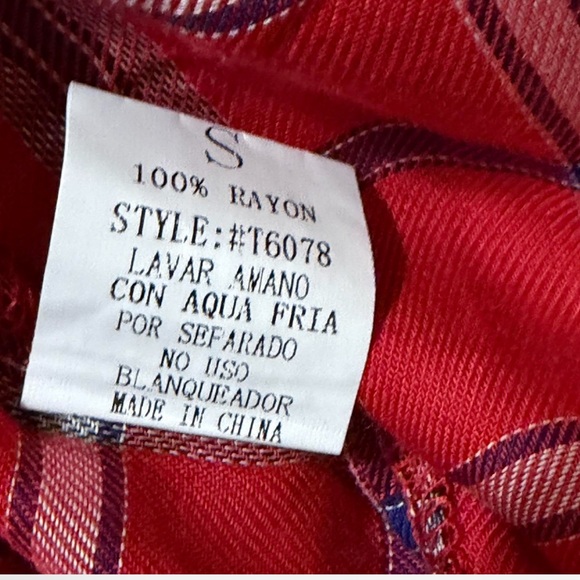 S
100% RAYON
STYLE:#T6078
LAVAR AMANO
CON AQUA FRIA
POR SEFARADO
NO USO
BLANQUEADOR
MADE IN CHINA